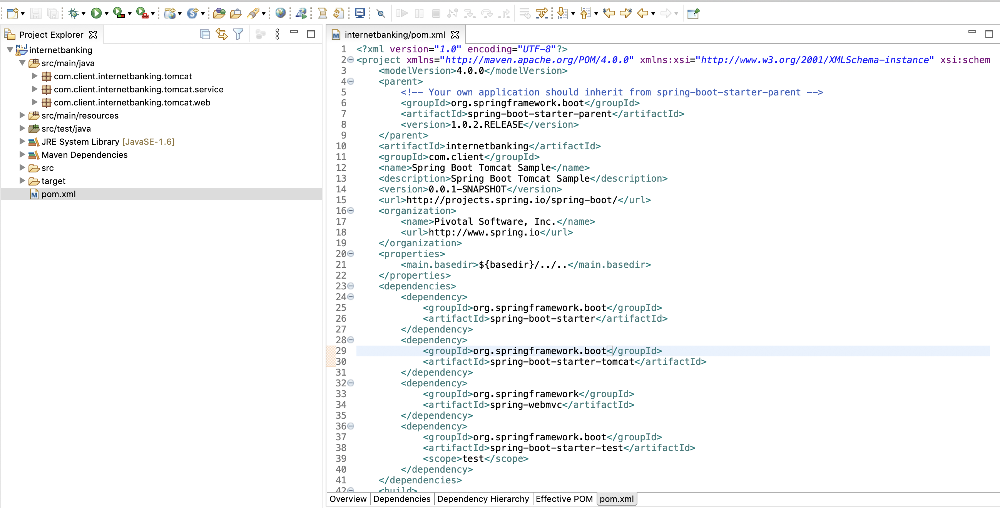 Project Explorer
internetbanking
src/main/java
com.client.internetbanking.tomcat
com.client.internetbanking.tomcat.service
com.client.internetbanking.tomcat.web
src/main/resources
src/test/java
JRE System Library [JavaSE-1.6]
Maven Dependencies
src
target
pom.xml
internetbanking/pom.xml
1 <?xml version="1.0" encoding="UTF-8"?>
2 <project xmlns="http://maven.apache.org/POM/4.0.0" xmlns:xsi="http://www.w3.org/2001/XMLSchema-instance" xsi:schem
3 <modelVersion>4.0.0</modelVersion>
4 <parent>
5 <!-- Your own application should inherit from spring-boot-starter-parent -->
6 <groupId>org.springframework.boot</groupId>
7 <artifactId>spring-boot-starter-parent</artifactId>
8 <version>1.0.2.RELEASE</version>
9 </parent>
10 <artifactId>internetbanking</artifactId>
11 <groupId>com.client</groupId>
12 <name>Spring Boot Tomcat Sample</name>
13 <description>Spring Boot Tomcat Sample</description>
14 <version>0.0.1-SNAPSHOT</version>
15 <url>http://projects.spring.io/spring-boot/</url>
16 <organization>
17 <name>Pivotal Software, Inc.</name>
18 <url>http://www.spring.io</url>
19 </organization>
20 <properties>
21 <main.basedir>${basedir}/../..</main.basedir>
22 </properties>
23 <dependencies>
24 <dependency>
25 <groupId>org.springframework.boot</groupId>
26 <artifactId>spring-boot-starter</artifactId>
27 </dependency>
28 <dependency>
29 <groupId>org.springframework.boot</groupId>
30 <artifactId>spring-boot-starter-tomcat</artifactId>
31 </dependency>
32 <dependency>
33 <groupId>org.springframework</groupId>
34 <artifactId>spring-webmvc</artifactId>
35 </dependency>
36 <dependency>
37 <groupId>org.springframework.boot</groupId>
38 <artifactId>spring-boot-starter-test</artifactId>
39 <scope>test</scope>
40 </dependency>
41 </dependencies>
42 <build>
Overview Dependencies Dependency Hierarchy Effective POM pom.xml